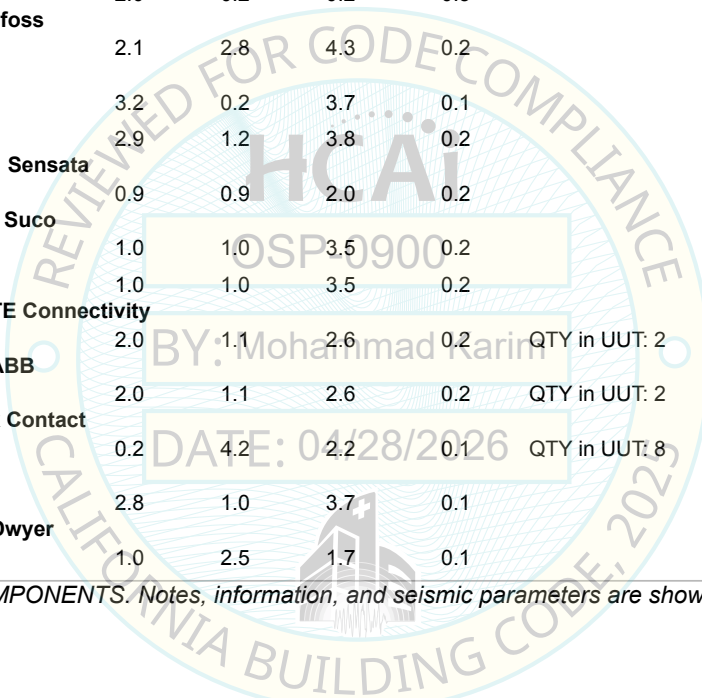 foss
2.1 2.8 4.3 0.2
3.2 0.2 3.7 0.1
2.9 1.2 3.8 0.2
Sensata
0.9 0.9 2.0 0.2
Suco
1.0 1.0 3.5 0.2
1.0 1.0 3.5 0.2
TE Connectivity
2.0 1.1 2.6 0.2 QTY in UUT: 2
ABB
2.0 1.1 2.6 0.2 QTY in UUT: 2
Contact
0.2 4.2 2.2 0.1 QTY in UUT: 8
2.8 1.0 3.7 0.1
Dwyer
1.0 2.5 1.7 0.1
MPONENTS. Notes, information, and seismic parameters are show
REVIEWED FOR CODE COMPLIANCE
HCAi
OSP-0900
BY: Mohammad Karim
DATE: 04/28/2026
CALIFORNIA BUILDING CODE, 2025